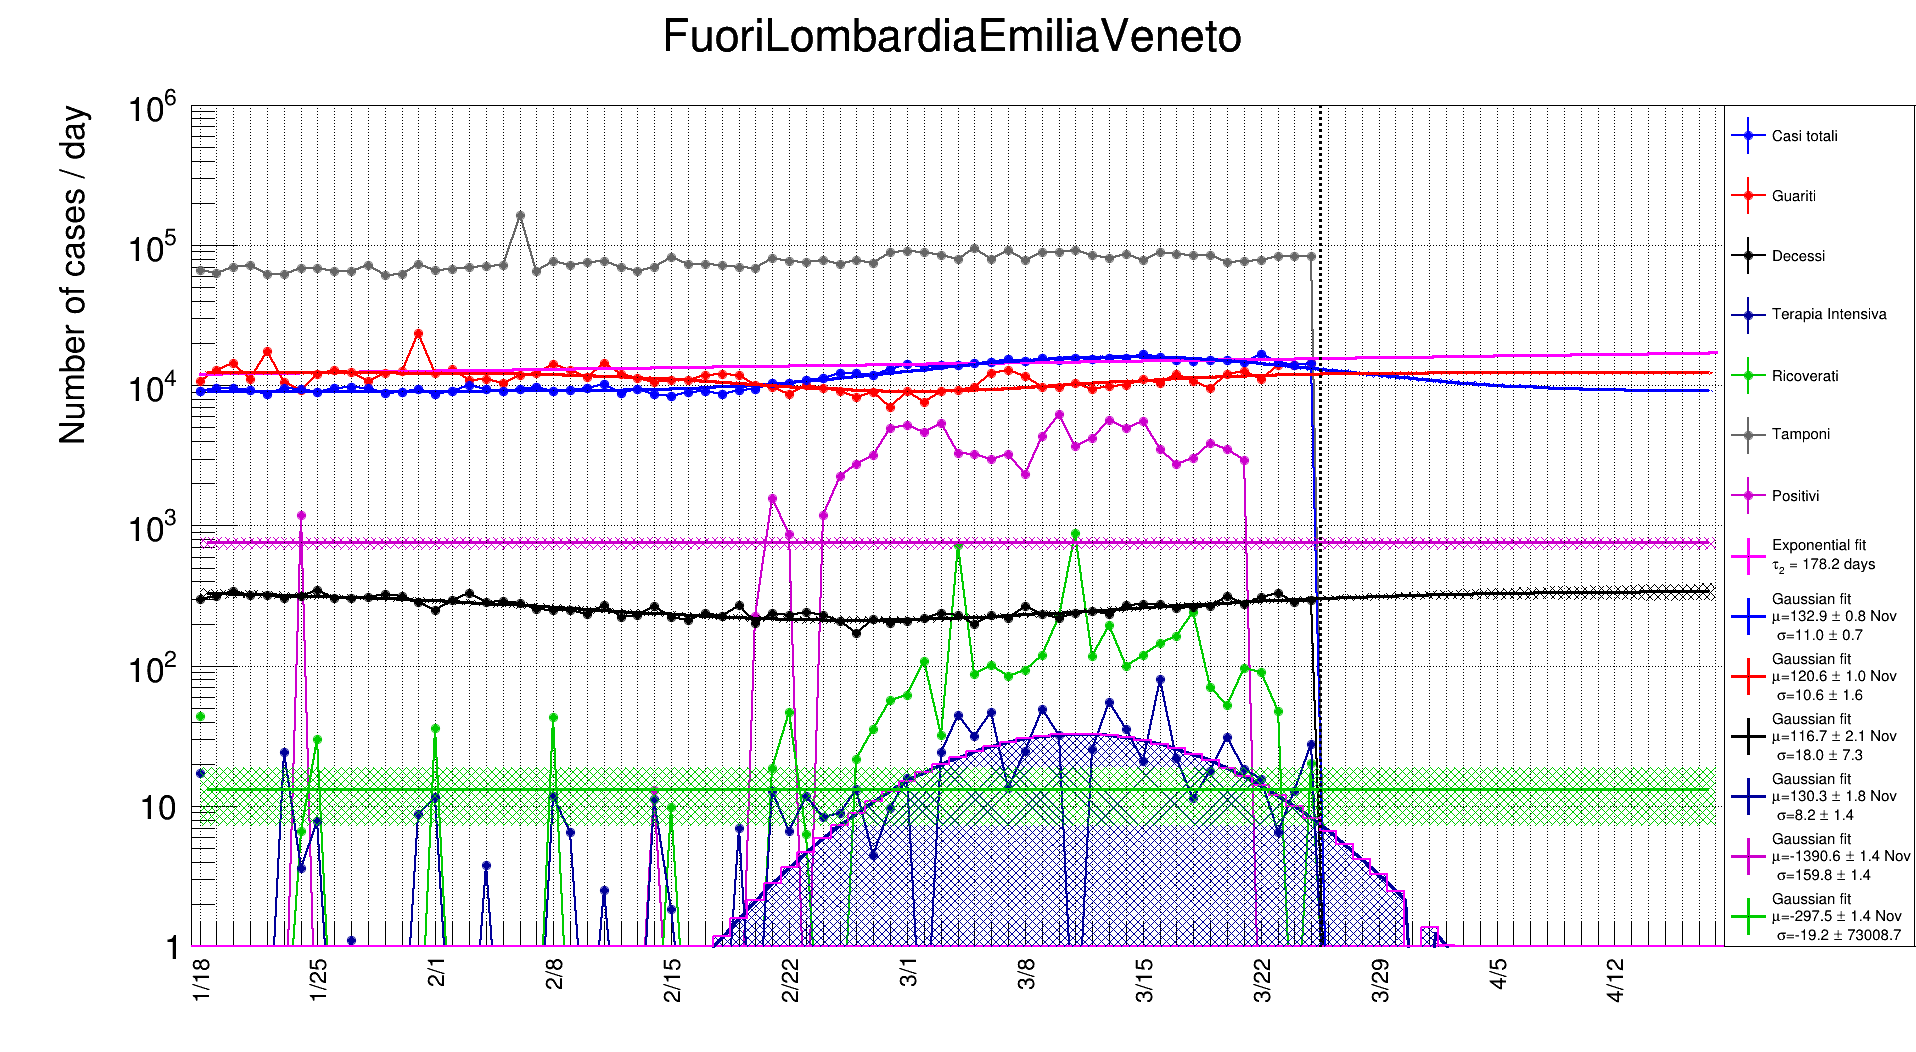 FuoriLombardiaEmiliaVeneto
Number of cases / day
10^6
10^5
10^4
10^3
10^2
10
1
1/18
1/25
2/1
2/8
2/15
2/22
3/1
3/8
3/15
3/22
3/29
4/5
4/12
Casi totali
Guariti
Decessi
Terapia Intensiva
Ricoverati
Tamponi
Positivi
Exponential fit
τ₂ = 178.2 days
Gaussian fit
μ=132.9 ± 0.8 Nov
σ=11.0 ± 0.7
Gaussian fit
μ=120.6 ± 1.0 Nov
σ=10.6 ± 1.6
Gaussian fit
μ=116.7 ± 2.1 Nov
σ=18.0 ± 7.3
Gaussian fit
μ=130.3 ± 1.8 Nov
σ=8.2 ± 1.4
Gaussian fit
μ=-1390.6 ± 1.4 Nov
σ=159.8 ± 1.4
Gaussian fit
μ=-297.5 ± 1.4 Nov
σ=-19.2 ± 73008.7